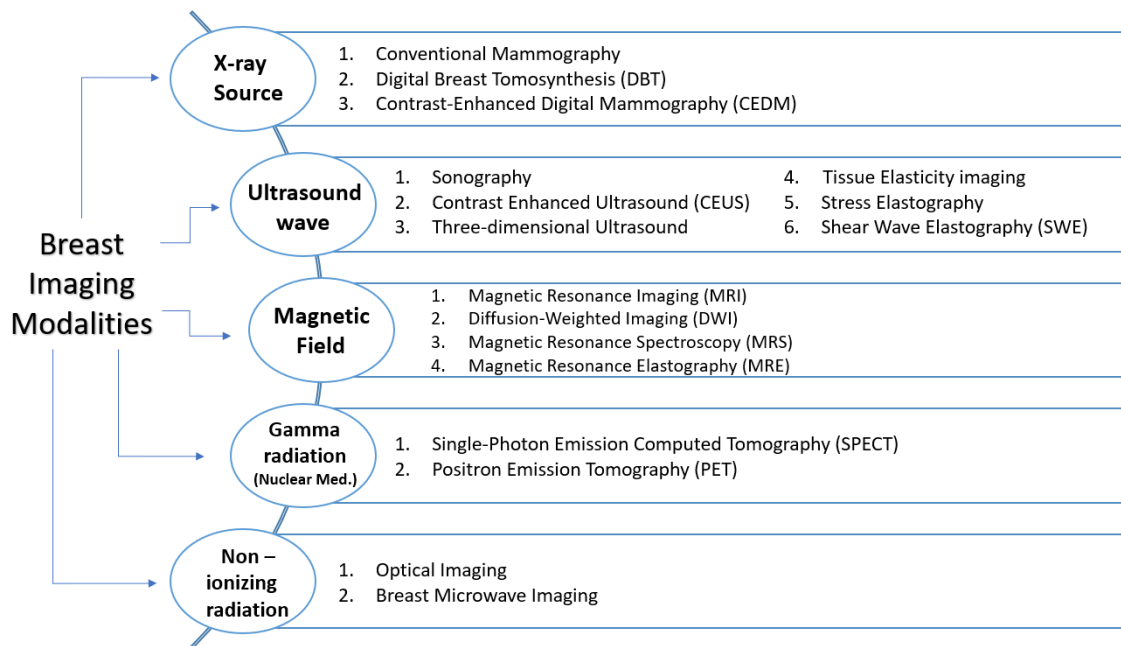 Breast
Imaging
Modalities
X-ray
Source
1. Conventional Mammography
2. Digital Breast Tomosynthesis (DBT)
3. Contrast-Enhanced Digital Mammography (CEDM)
Ultrasound
wave
1. Sonography
2. Contrast Enhanced Ultrasound (CEUS)
3. Three-dimensional Ultrasound
4. Tissue Elasticity imaging
5. Stress Elastography
6. Shear Wave Elastography (SWE)
Magnetic
Field
1. Magnetic Resonance Imaging (MRI)
2. Diffusion-Weighted Imaging (DWI)
3. Magnetic Resonance Spectroscopy (MRS)
4. Magnetic Resonance Elastography (MRE)
Gamma
radiation
(Nuclear Med.)
1. Single-Photon Emission Computed Tomography (SPECT)
2. Positron Emission Tomography (PET)
Non –
ionizing
radiation
1. Optical Imaging
2. Breast Microwave Imaging